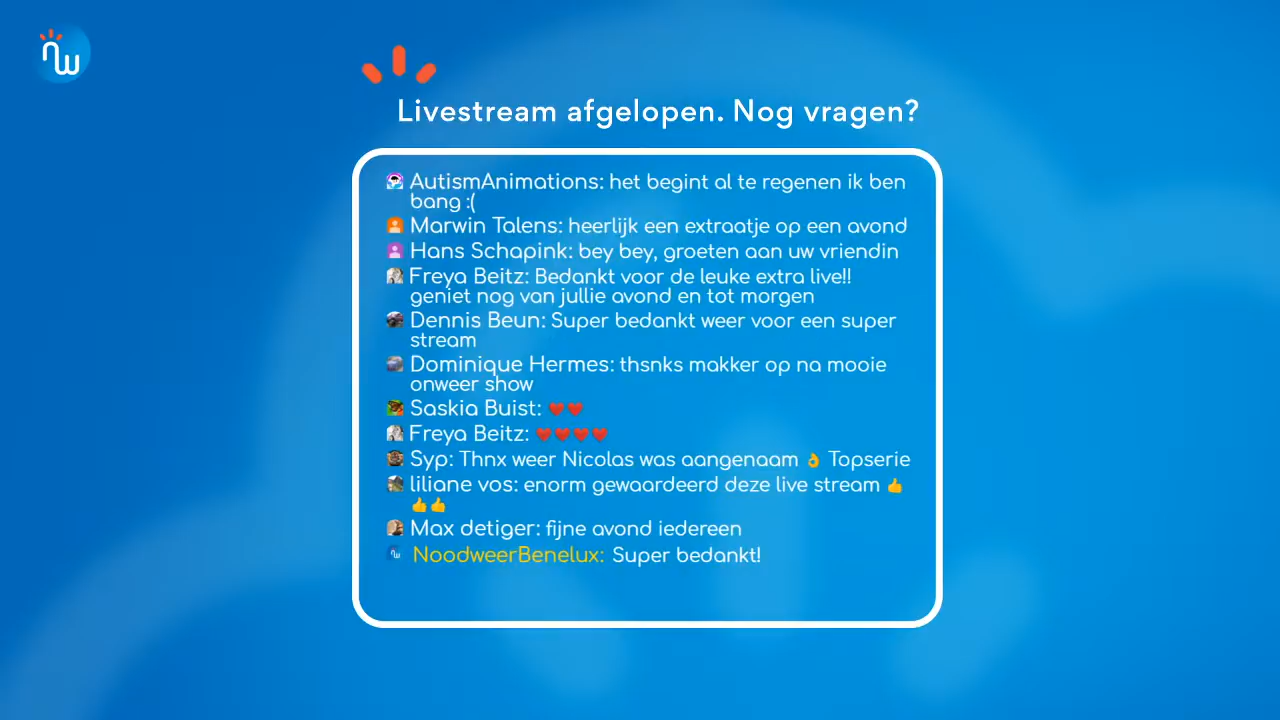 nw
Livestream afgelopen. Nog vragen?
AutismAnimations: het begint al te regenen ik ben
bang :(
Marwin Talens: heerlijk een extraatje op een avond
Hans Schapink: bey bey, groeten aan uw vriendin
Freya Beitz: Bedankt voor de leuke extra live!!
geniet nog van jullie avond en tot morgen
Dennis Beun: Super bedankt weer voor een super
stream
Dominique Hermes: thsnks makker op na mooie
onweer show
Saskia Buist: ❤️❤️
Freya Beitz: ❤️❤️❤️❤️
Syp: Thnx weer Nicolas was aangenaam 👌 Topserie
liliane vos: enorm gewaardeerd deze live stream 👍
👍👍
Max detiger: fijne avond iedereen
NoodweerBenelux: Super bedankt!